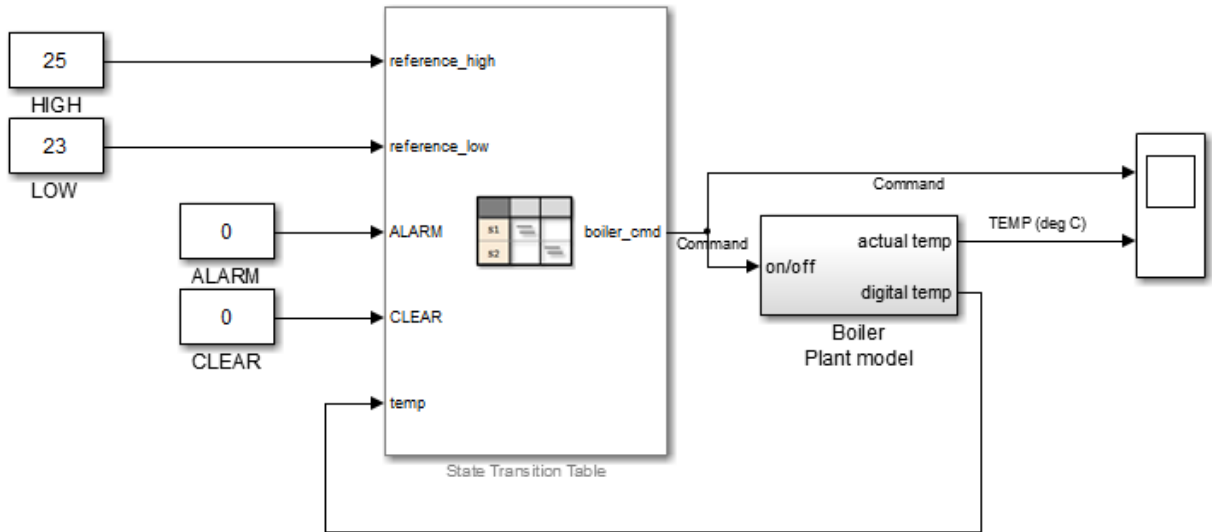 25
HIGH
23
LOW
0
ALARM
0
CLEAR
reference_high
reference_low
ALARM
CLEAR
temp
s1
s2
boiler_cmd
State Transition Table
Command
Command
on/off
actual temp
digital temp
Boiler
Plant model
TEMP (deg C)